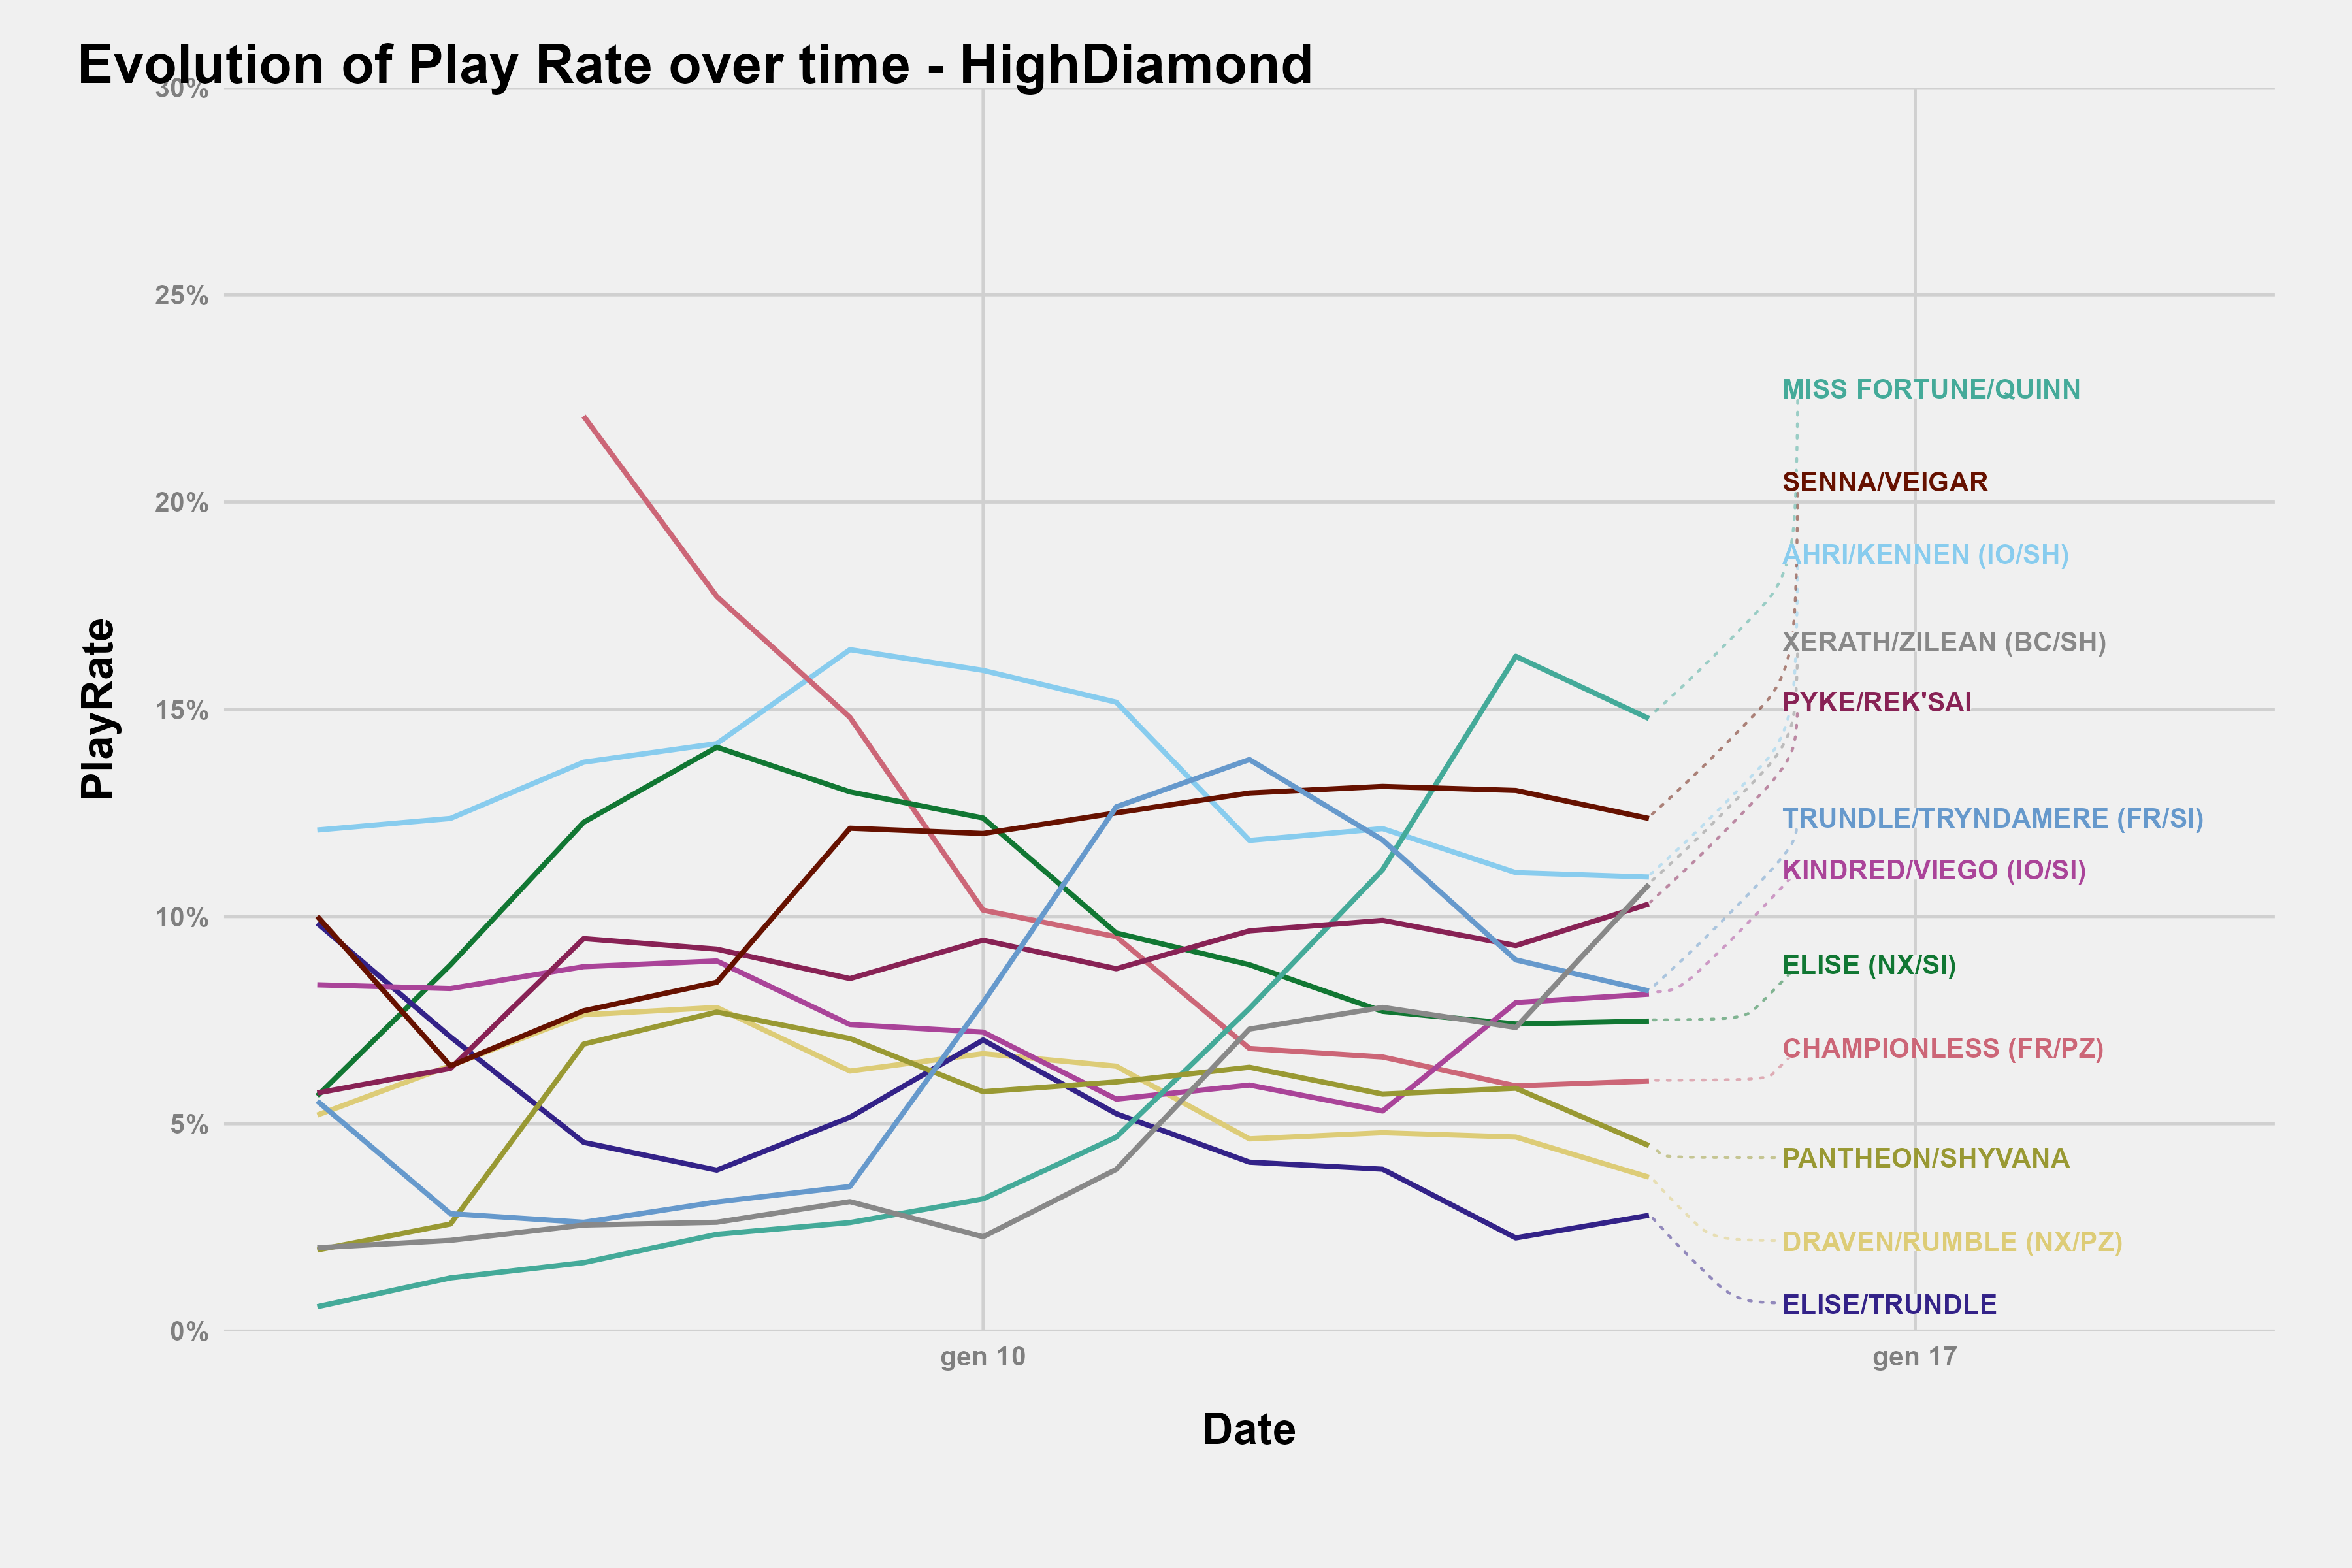 Evolution of Play Rate over time - HighDiamond
30%
25%
20%
15%
10%
5%
0%
PlayRate
MISS FORTUNE/QUINN
SENNA/VEIGAR
AHRI/KENNEN (IO/SH)
XERATH/ZILEAN (BC/SH)
PYKE/REK'SAI
TRUNDLE/TRYNDAMERE (FR/SI)
KINDRED/VIEGO (IO/SI)
ELISE (NX/SI)
CHAMPIONLESS (FR/PZ)
PANTHEON/SHYVANA
DRAVEN/RUMBLE (NX/PZ)
ELISE/TRUNDLE
gen 10
gen 17
Date